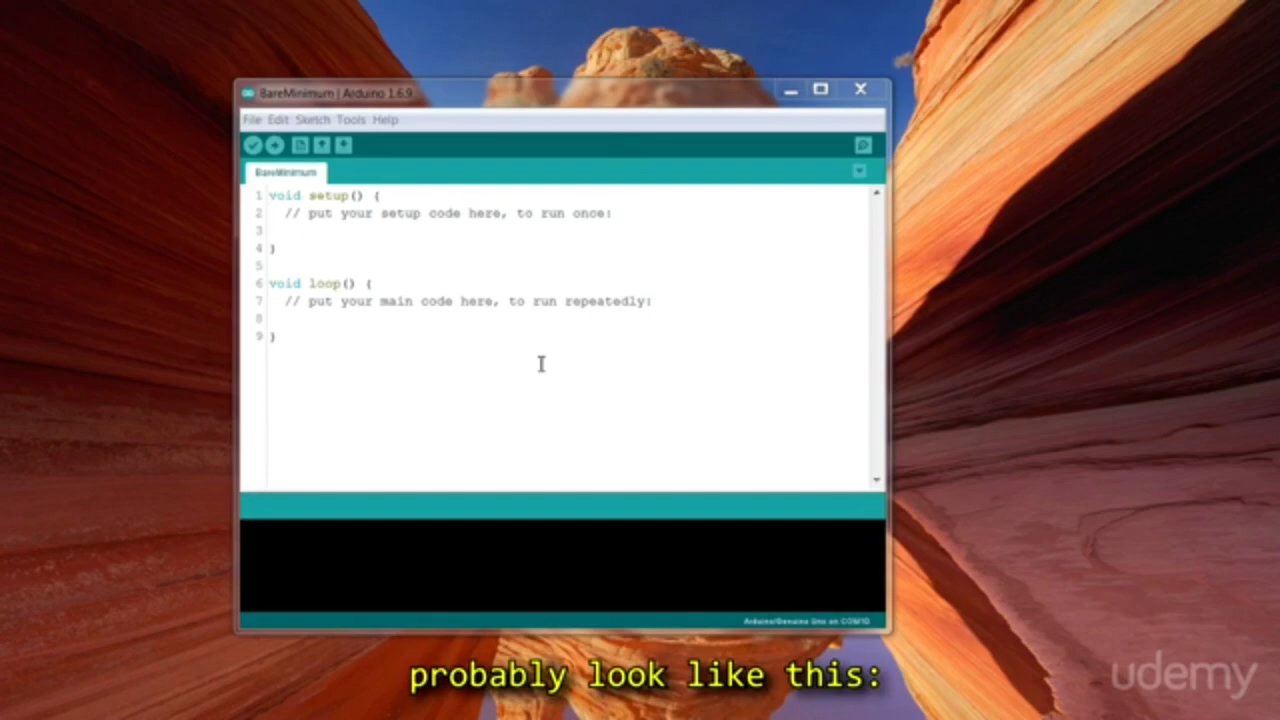 BareMinimum | Arduino 1.6.9
File Edit Sketch Tools Help
BareMinimum
1 void setup() {
2 // put your setup code here, to run once:
3
4 }
5
6 void loop() {
7 // put your main code here, to run repeatedly:
8
9 }
Arduino/Genuino Uno on COM10
probably look like this:
udemy